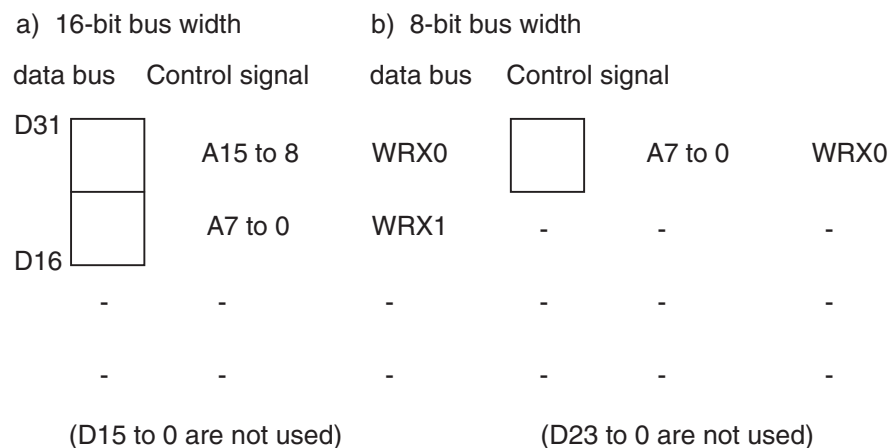 a) 16-bit bus width b) 8-bit bus width
data bus Control signal data bus Control signal
D31
A15 to 8 WRX0 A7 to 0 WRX0
A7 to 0 WRX1 - - -
D16
- - - - - -
- - - - - -
(D15 to 0 are not used) (D23 to 0 are not used)